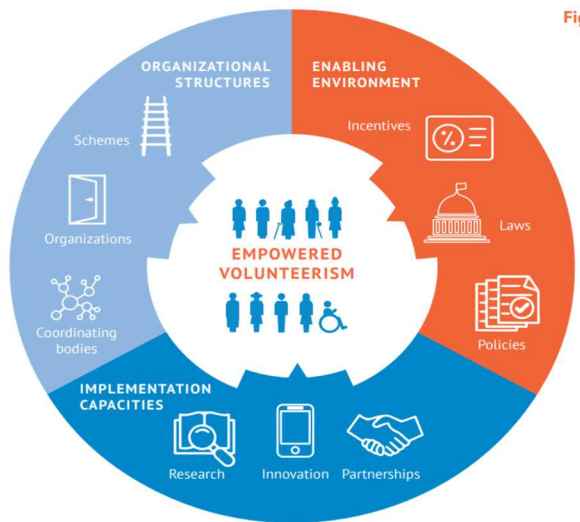 Fig
ORGANIZATIONAL
STRUCTURES
ENABLING
ENVIRONMENT
Incentives
Schemes
Laws
Organizations
EMPOWERED
VOLUNTEERISM
Coordinating
bodies
Policies
IMPLEMENTATION
CAPACITIES
Research
Innovation
Partnerships